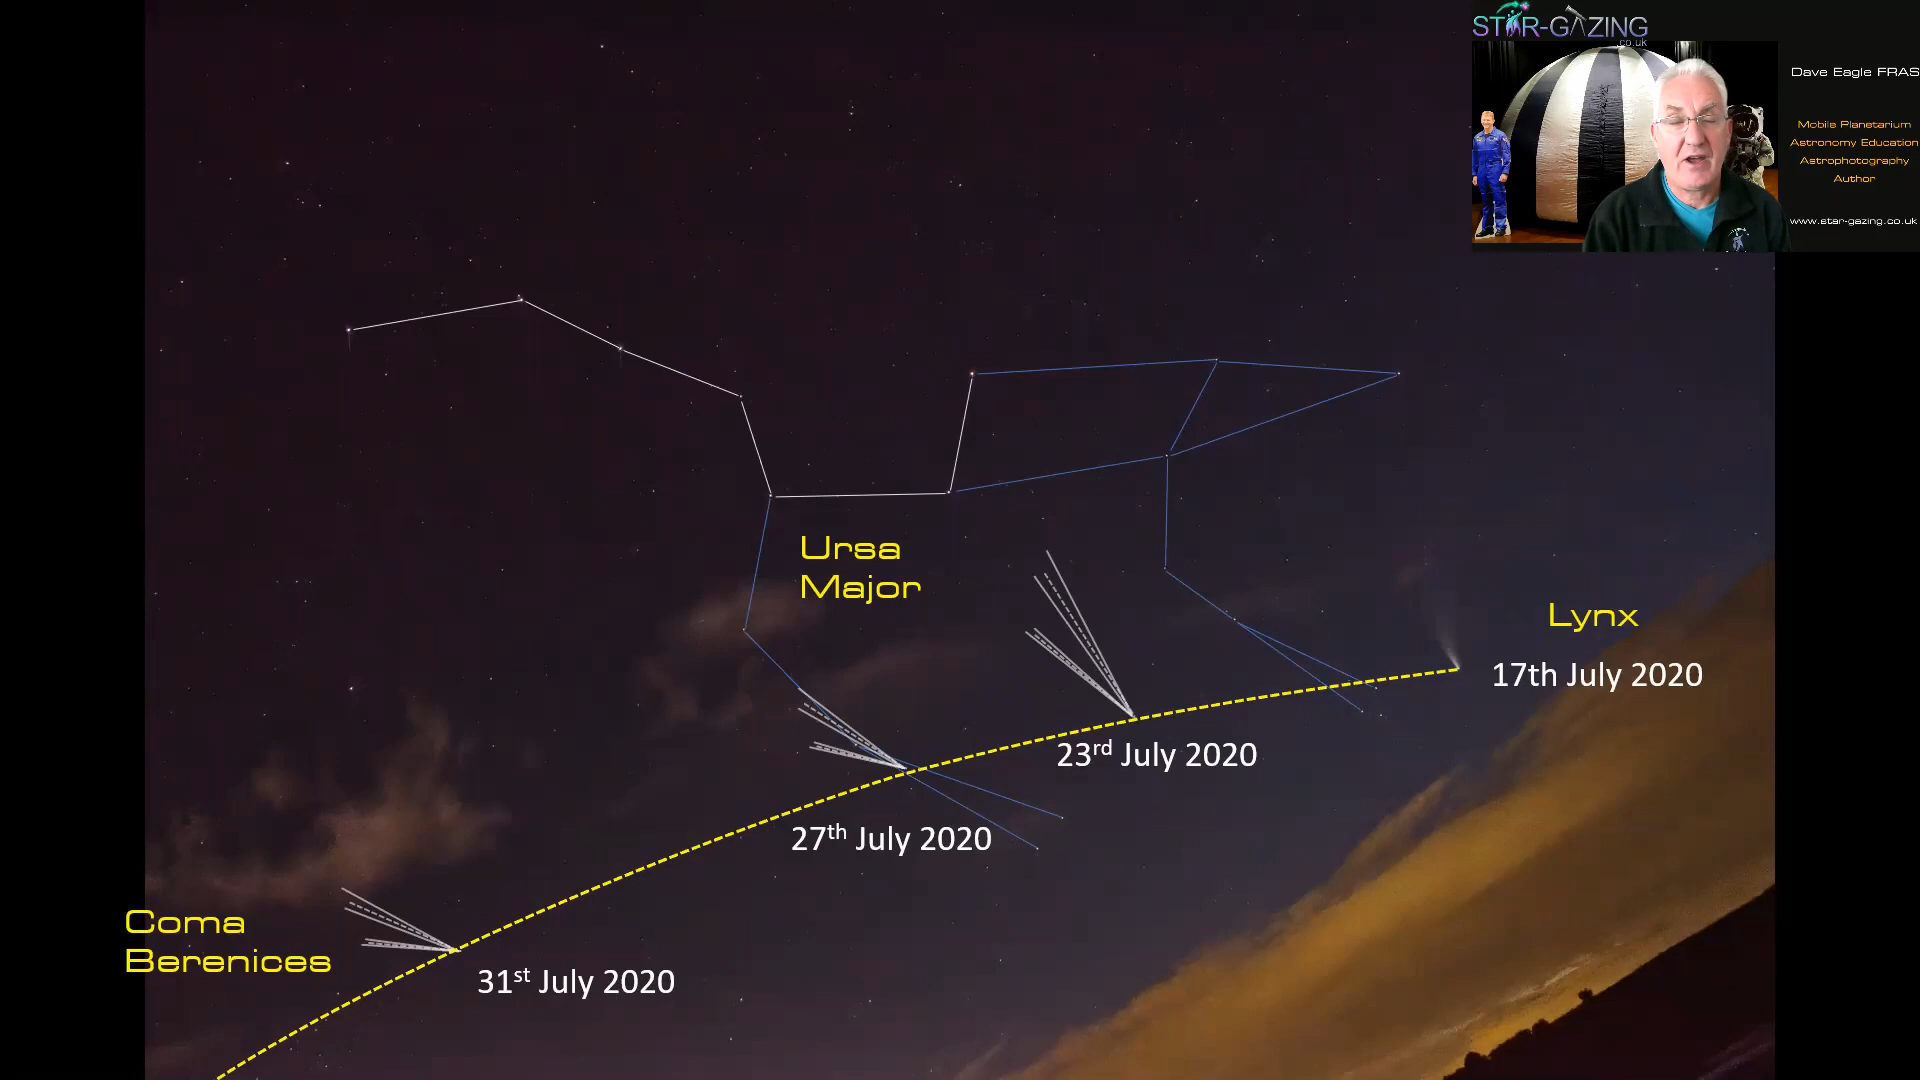 STAR-GAZING
.co.uk
Dave Eagle FRAS
Mobile Planetarium
Astronomy Education
Astrophotography
Author
www.star-gazing.co.uk
Ursa
Major
Lynx
17th July 2020
23rd July 2020
27th July 2020
Coma
Berenices
31st July 2020